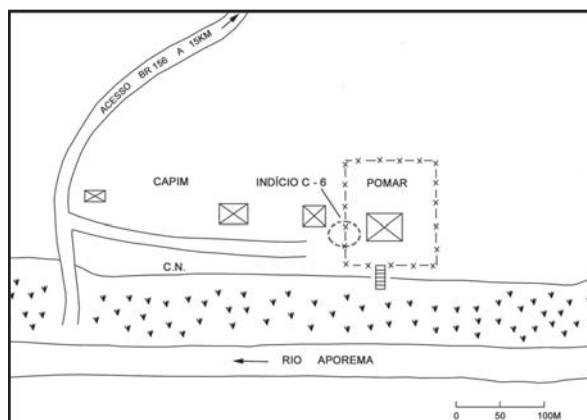 ACESSO BR 156 A 15KM
CAPIM
INDÍCIO C - 6
POMAR
C.N.
RIO APOREMA
0 50 100M